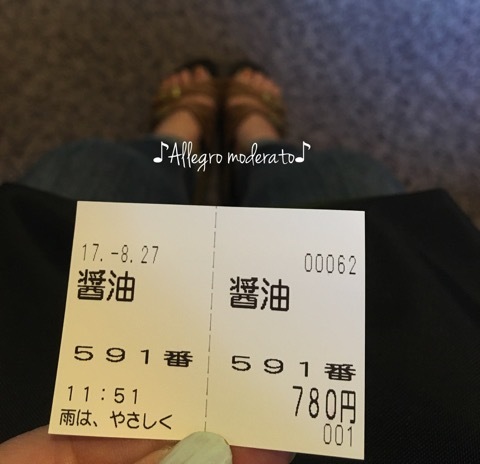 ♪Allegro moderato♪
17.-8.27
醤油
591番
11:51
雨は、やさしく
00062
醤油
591番
780円
001